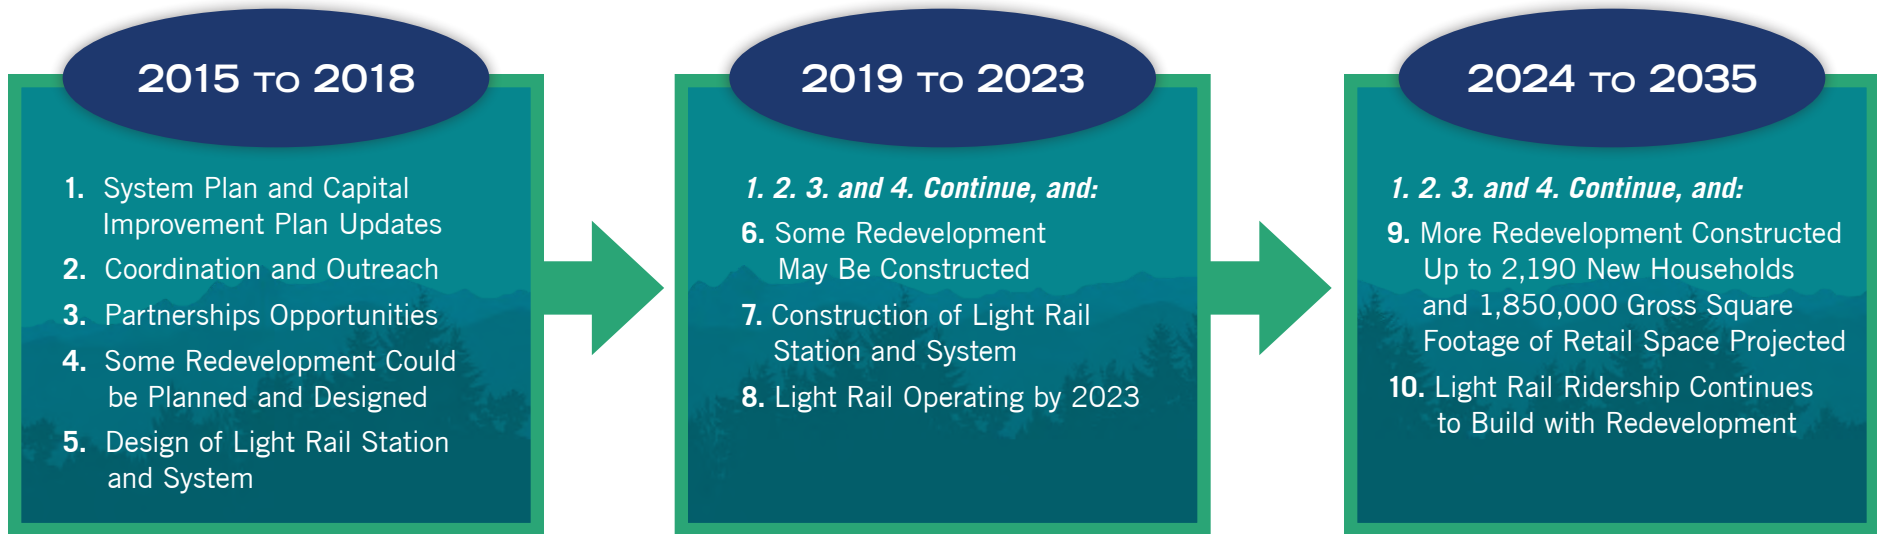 2015 TO 2018
1. System Plan and Capital
Improvement Plan Updates
2. Coordination and Outreach
3. Partnerships Opportunities
4. Some Redevelopment Could
be Planned and Designed
5. Design of Light Rail Station
and System
2019 TO 2023
1. 2. 3. and 4. Continue, and:
6. Some Redevelopment
May Be Constructed
7. Construction of Light Rail
Station and System
8. Light Rail Operating by 2023
2024 TO 2035
1. 2. 3. and 4. Continue, and:
9. More Redevelopment Constructed
Up to 2,190 New Households
and 1,850,000 Gross Square
Footage of Retail Space Projected
10. Light Rail Ridership Continues
to Build with Redevelopment